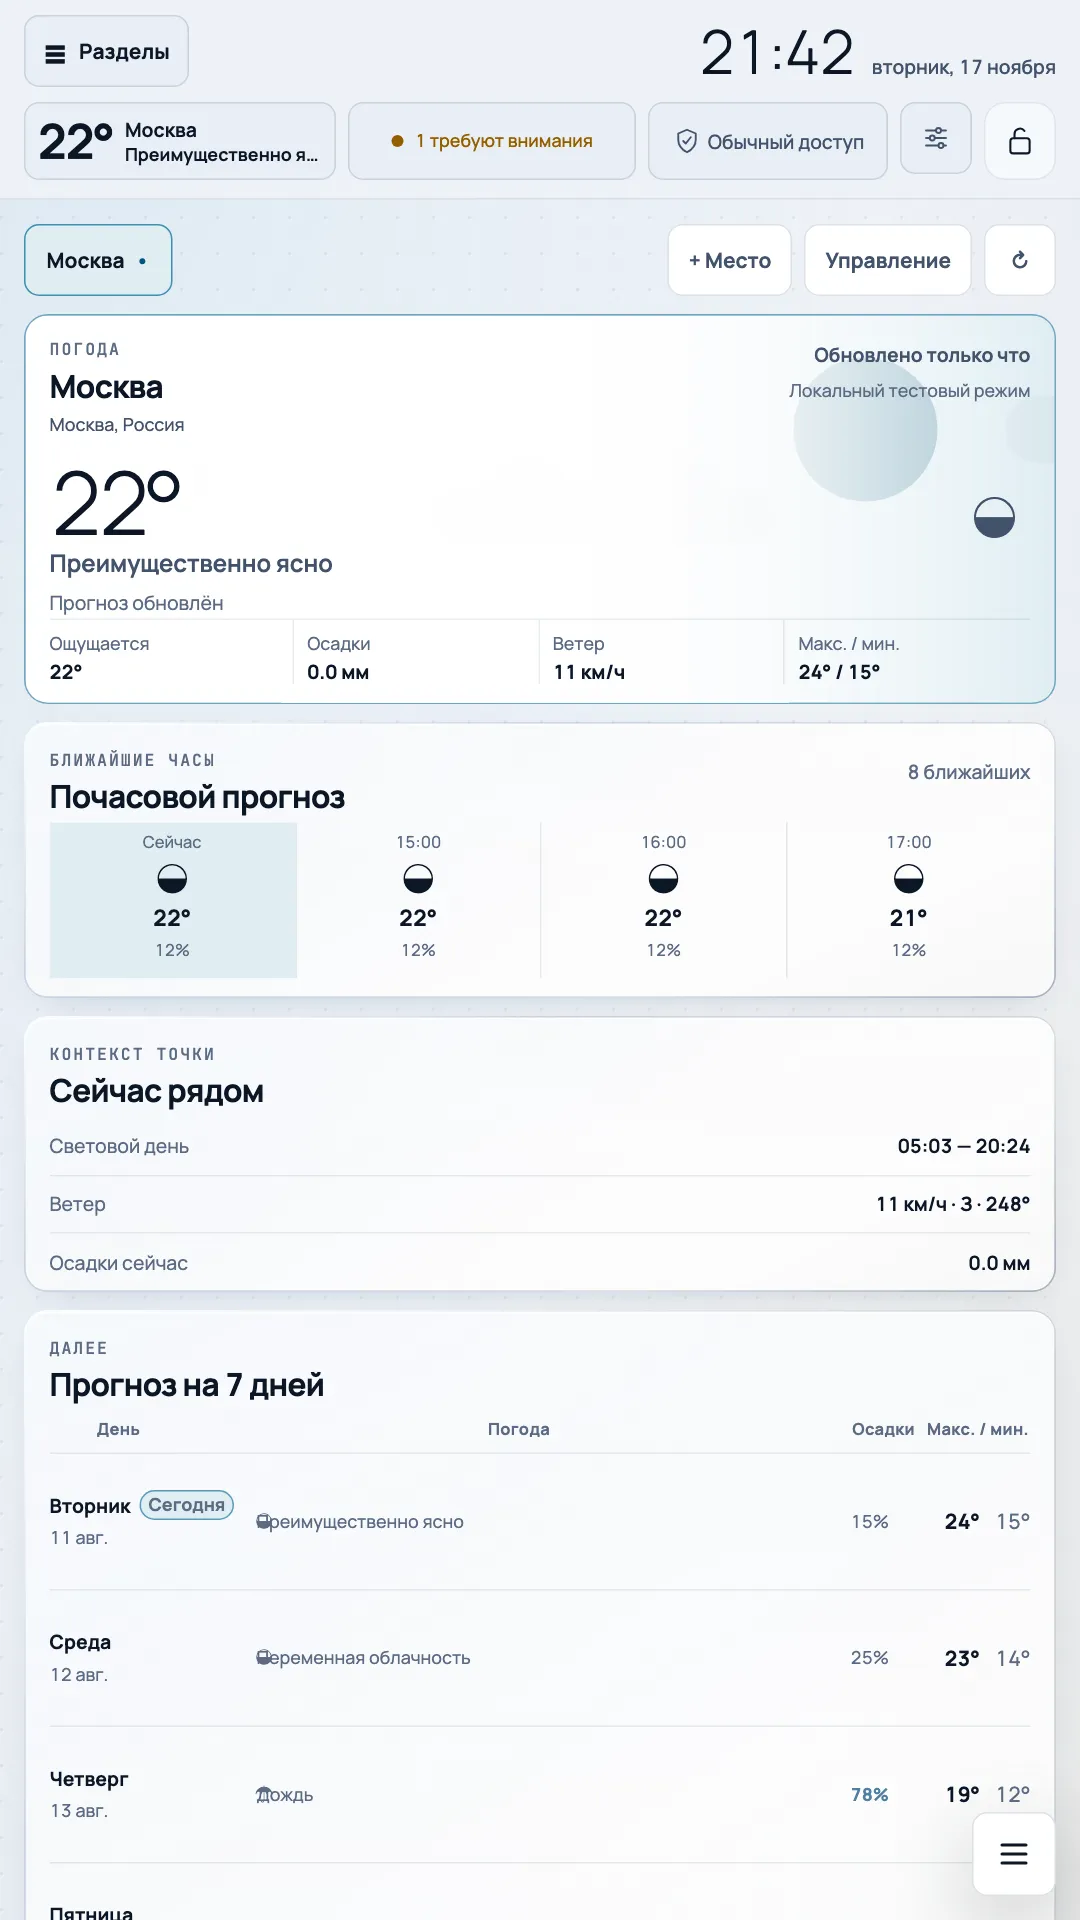 Разделы
21:42 вторник, 17 ноября
22° Москва
Преимущественно я...
1 требуют внимания
Обычный доступ
Москва •
+ Место
Управление
ПОГОДА
Обновлено только что
Москва
Локальный тестовый режим
Москва, Россия
22°
Преимущественно ясно
Прогноз обновлён
Ощущается Осадки Ветер Макс. / мин.
22° 0.0 мм 11 км/ч 24° / 15°
БЛИЖАЙШИЕ ЧАСЫ
8 ближайших
Почасовой прогноз
Сейчас 15:00 16:00 17:00
22° 22° 22° 21°
12% 12% 12% 12%
КОНТЕКСТ ТОЧКИ
Сейчас рядом
Световой день 05:03 — 20:24
Ветер 11 км/ч · З · 248°
Осадки сейчас 0.0 мм
ДАЛЕЕ
Прогноз на 7 дней
День Погода Осадки Макс. / мин.
Вторник Сегодня
11 авг.
Преимущественно ясно 15% 24° 15°
Среда
12 авг.
Переменная облачность 25% 23° 14°
Четверг
13 авг.
Дождь 78% 19° 12°
Пятница